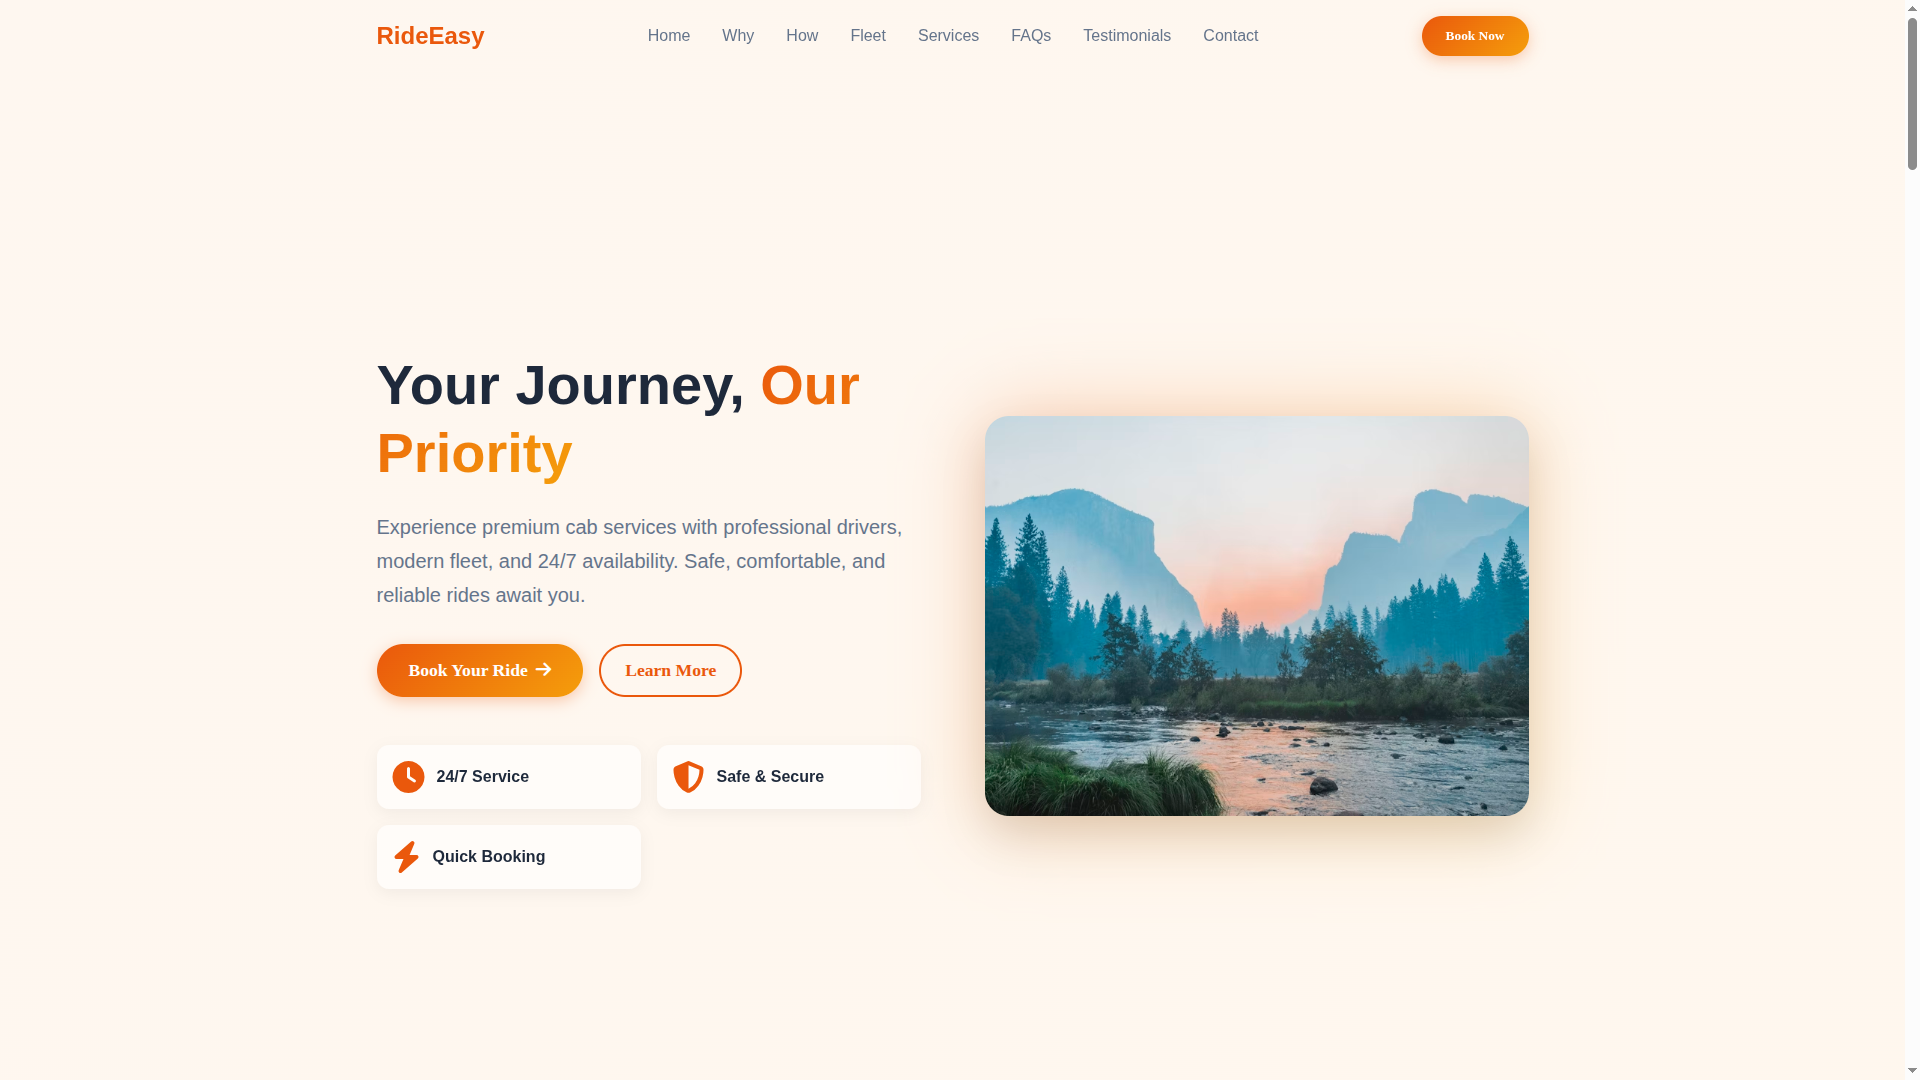 RideEasy
Home
Why
How
Fleet
Services
FAQs
Testimonials
Contact
Book Now
Your Journey, Our
Priority
Experience premium cab services with professional drivers,
modern fleet, and 24/7 availability. Safe, comfortable, and
reliable rides await you.
Book Your Ride
Learn More
24/7 Service
Safe & Secure
Quick Booking